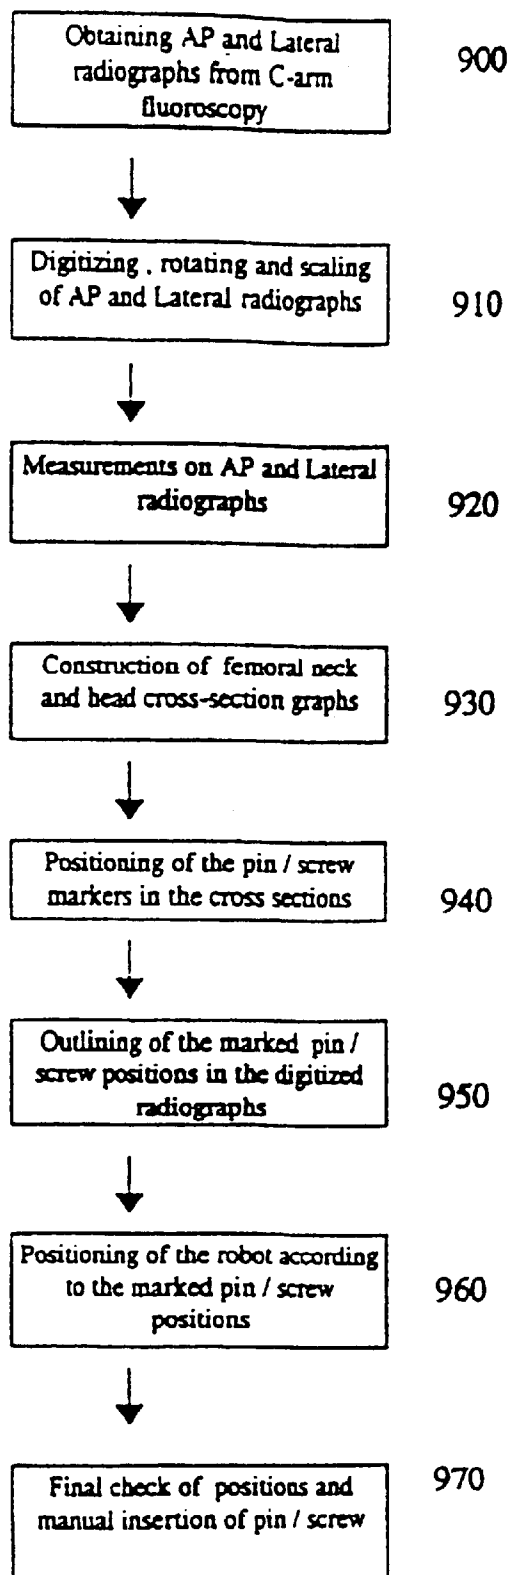 Obtaining AP and Lateral
radiographs from C-arm
fluoroscopy
900
Digitizing , rotating and scaling
of AP and Lateral radiographs
910
Measurements on AP and Lateral
radiographs
920
Construction of femoral neck
and head cross-section graphs
930
Positioning of the pin / screw
markers in the cross sections
940
Outlining of the marked pin /
screw positions in the digitized
radiographs
950
Positioning of the robot according
to the marked pin / screw
positions
960
Final check of positions and
manual insertion of pin / screw
970